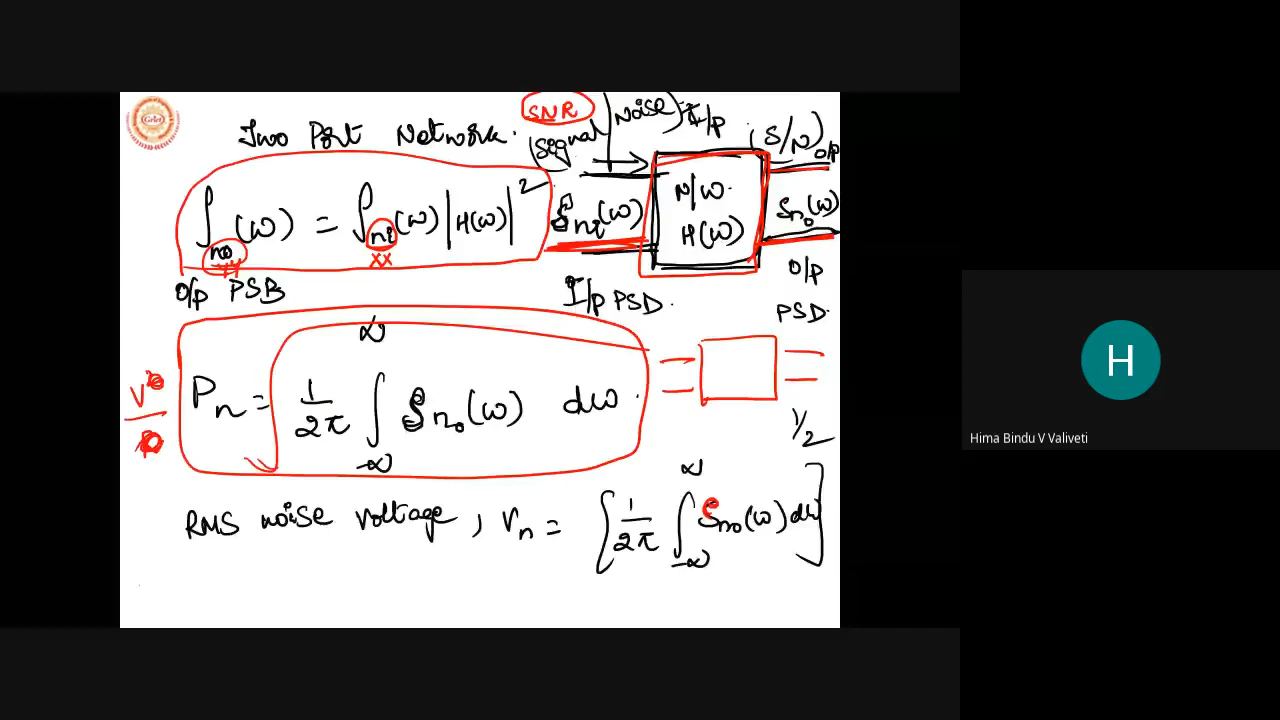 SNR
Two Port Network.
(Signal / Noise) I/p
(S/N) o/p
S_no(ω) = S_ni(ω) |H(ω)|²
xx
S_ni(ω)
N/W.
H(ω)
S_no(ω)
O/p PSD
I/p PSD.
O/p
PSD.
P_n = 1/2π ∫_-∞^∞ S_no(ω) dω.
RMS noise voltage, V_n = [1/2π ∫_-∞^∞ S_no(ω) dω]^1/2
H
Hima Bindu V Valiveti